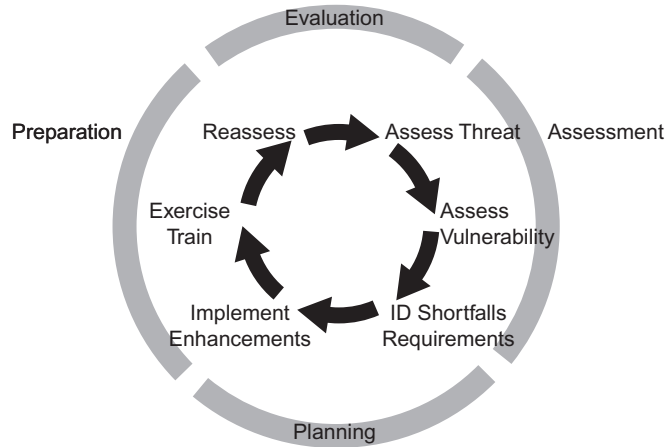 Evaluation
Preparation
Reassess
Assess Threat
Assessment
Exercise
Train
Assess
Vulnerability
Implement
Enhancements
ID Shortfalls
Requirements
Planning